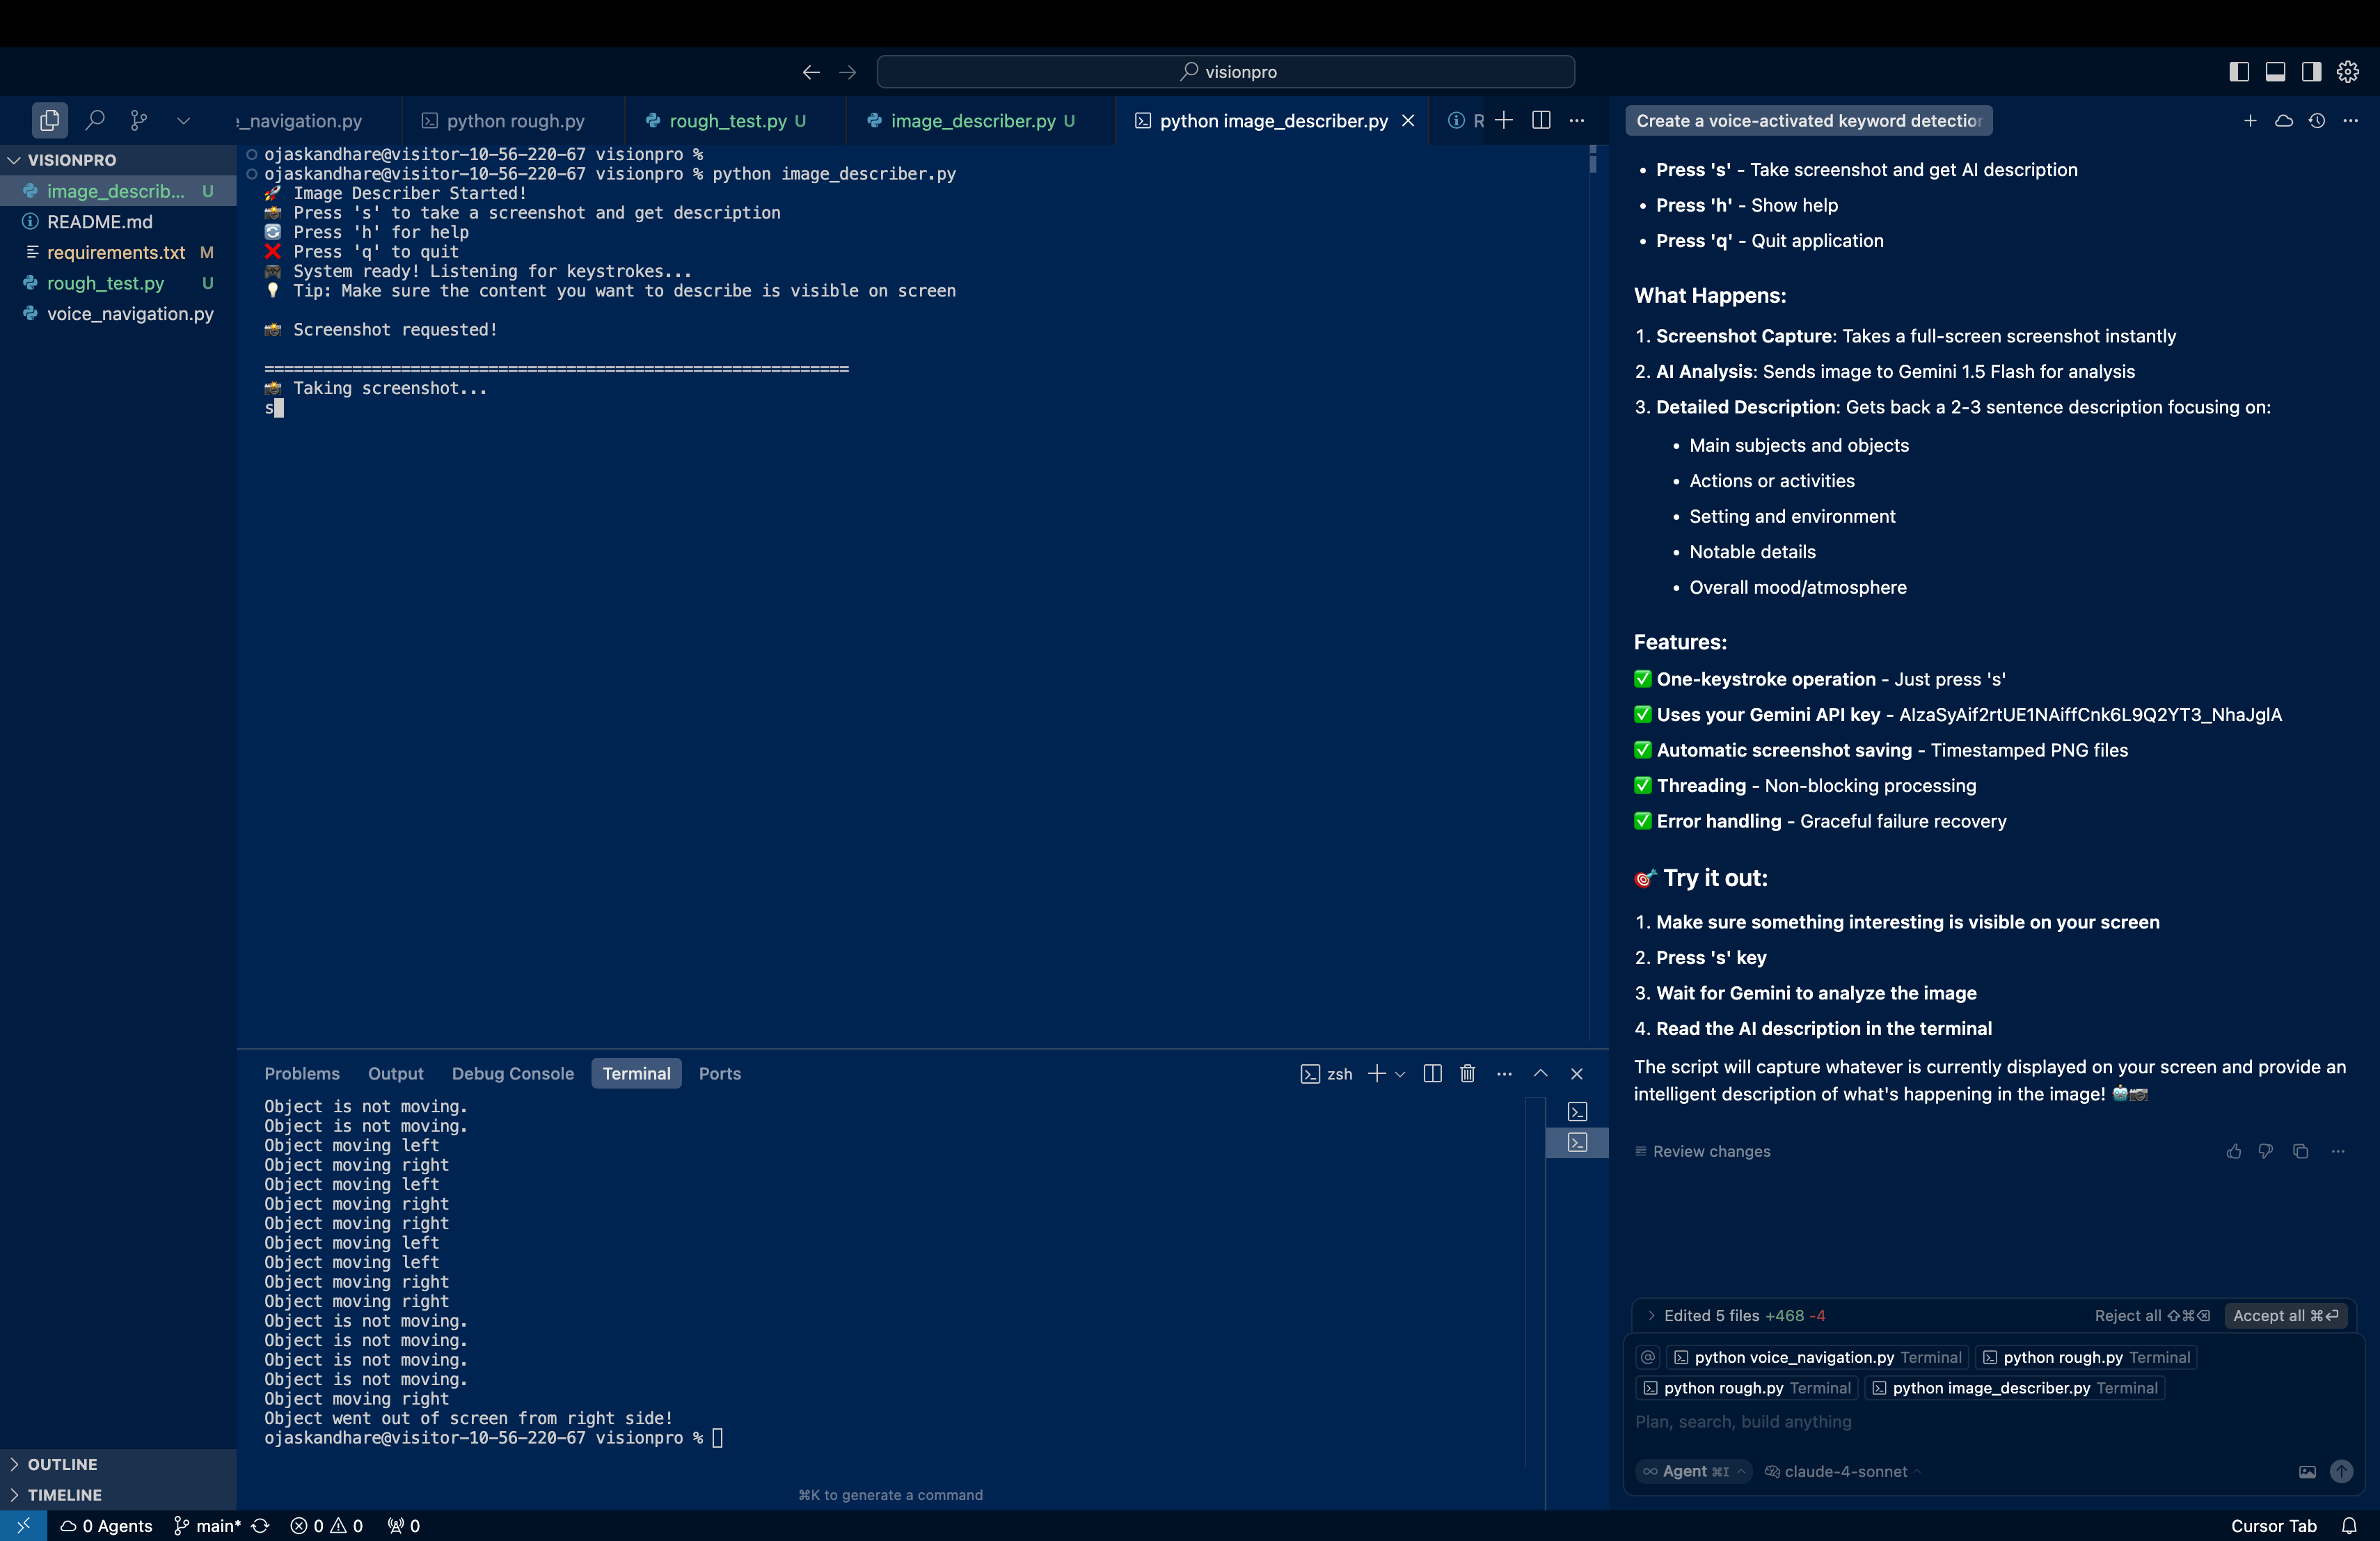 visionpro
_navigation.py
python rough.py
rough_test.py U
image_describer.py U
python image_describer.py
R
Create a voice-activated keyword detectio
VISIONPRO
image_describ... U
README.md
requirements.txt M
rough_test.py U
voice_navigation.py
ojaskandhare@visitor-10-56-220-67 visionpro %
ojaskandhare@visitor-10-56-220-67 visionpro % python image_describer.py
🚀 Image Describer Started!
📸 Press 's' to take a screenshot and get description
🔄 Press 'h' for help
❌ Press 'q' to quit
🎮 System ready! Listening for keystrokes...
💡 Tip: Make sure the content you want to describe is visible on screen
📸 Screenshot requested!
============================================================
📸 Taking screenshot...
s
Problems Output Debug Console Terminal Ports
zsh
Object is not moving.
Object is not moving.
Object moving left
Object moving right
Object moving left
Object moving right
Object moving right
Object moving left
Object moving left
Object moving right
Object moving right
Object is not moving.
Object is not moving.
Object is not moving.
Object is not moving.
Object moving right
Object went out of screen from right side!
ojaskandhare@visitor-10-56-220-67 visionpro %
⌘K to generate a command
OUTLINE
TIMELINE
• Press 's' - Take screenshot and get AI description
• Press 'h' - Show help
• Press 'q' - Quit application
What Happens:
1. Screenshot Capture: Takes a full-screen screenshot instantly
2. AI Analysis: Sends image to Gemini 1.5 Flash for analysis
3. Detailed Description: Gets back a 2-3 sentence description focusing on:
• Main subjects and objects
• Actions or activities
• Setting and environment
• Notable details
• Overall mood/atmosphere
Features:
✅ One-keystroke operation - Just press 's'
✅ Uses your Gemini API key -
✅ Automatic screenshot saving - Timestamped PNG files
✅ Threading - Non-blocking processing
✅ Error handling - Graceful failure recovery
🎯 Try it out:
1. Make sure something interesting is visible on your screen
2. Press 's' key
3. Wait for Gemini to analyze the image
4. Read the AI description in the terminal
The script will capture whatever is currently displayed on your screen and provide an
intelligent description of what's happening in the image! 🤖📸
Review changes
Edited 5 files +468 -4 Reject all ⇧⌘⌫ Accept all ⌘⏎
@ python voice_navigation.py Terminal python rough.py Terminal
python rough.py Terminal python image_describer.py Terminal
Plan, search, build anything
∞ Agent ⌘I claude-4-sonnet
0 Agents main* 0 0 0 Cursor Tab